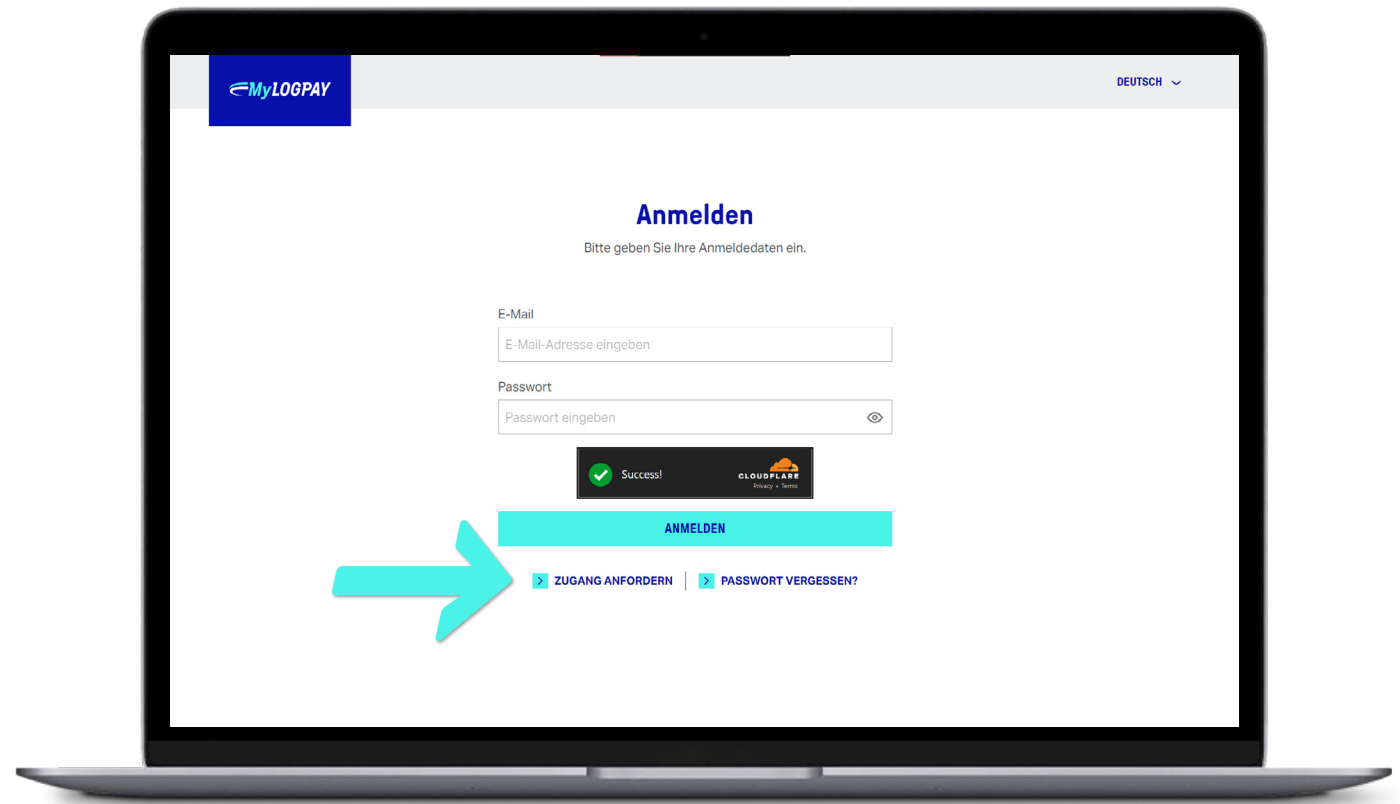 MyLOGPAY
DEUTSCH
Anmelden
Bitte geben Sie Ihre Anmeldedaten ein.
E-Mail
E-Mail-Adresse eingeben
Passwort
Passwort eingeben
Success!
CLOUDFLARE
Privacy • Terms
ANMELDEN
ZUGANG ANFORDERN
PASSWORT VERGESSEN?